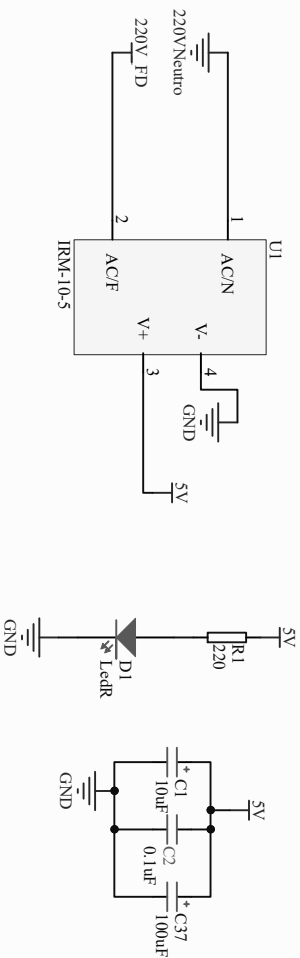 U1
220VNeutro
1
AC/N
V-
4
GND
220V_FD
2
AC/F
V+
3
5V
IRM-10-5
5V
R1
220
D1
LedR
GND
5V
C1
10uF
C2
0.1uF
C37
100uF
GND